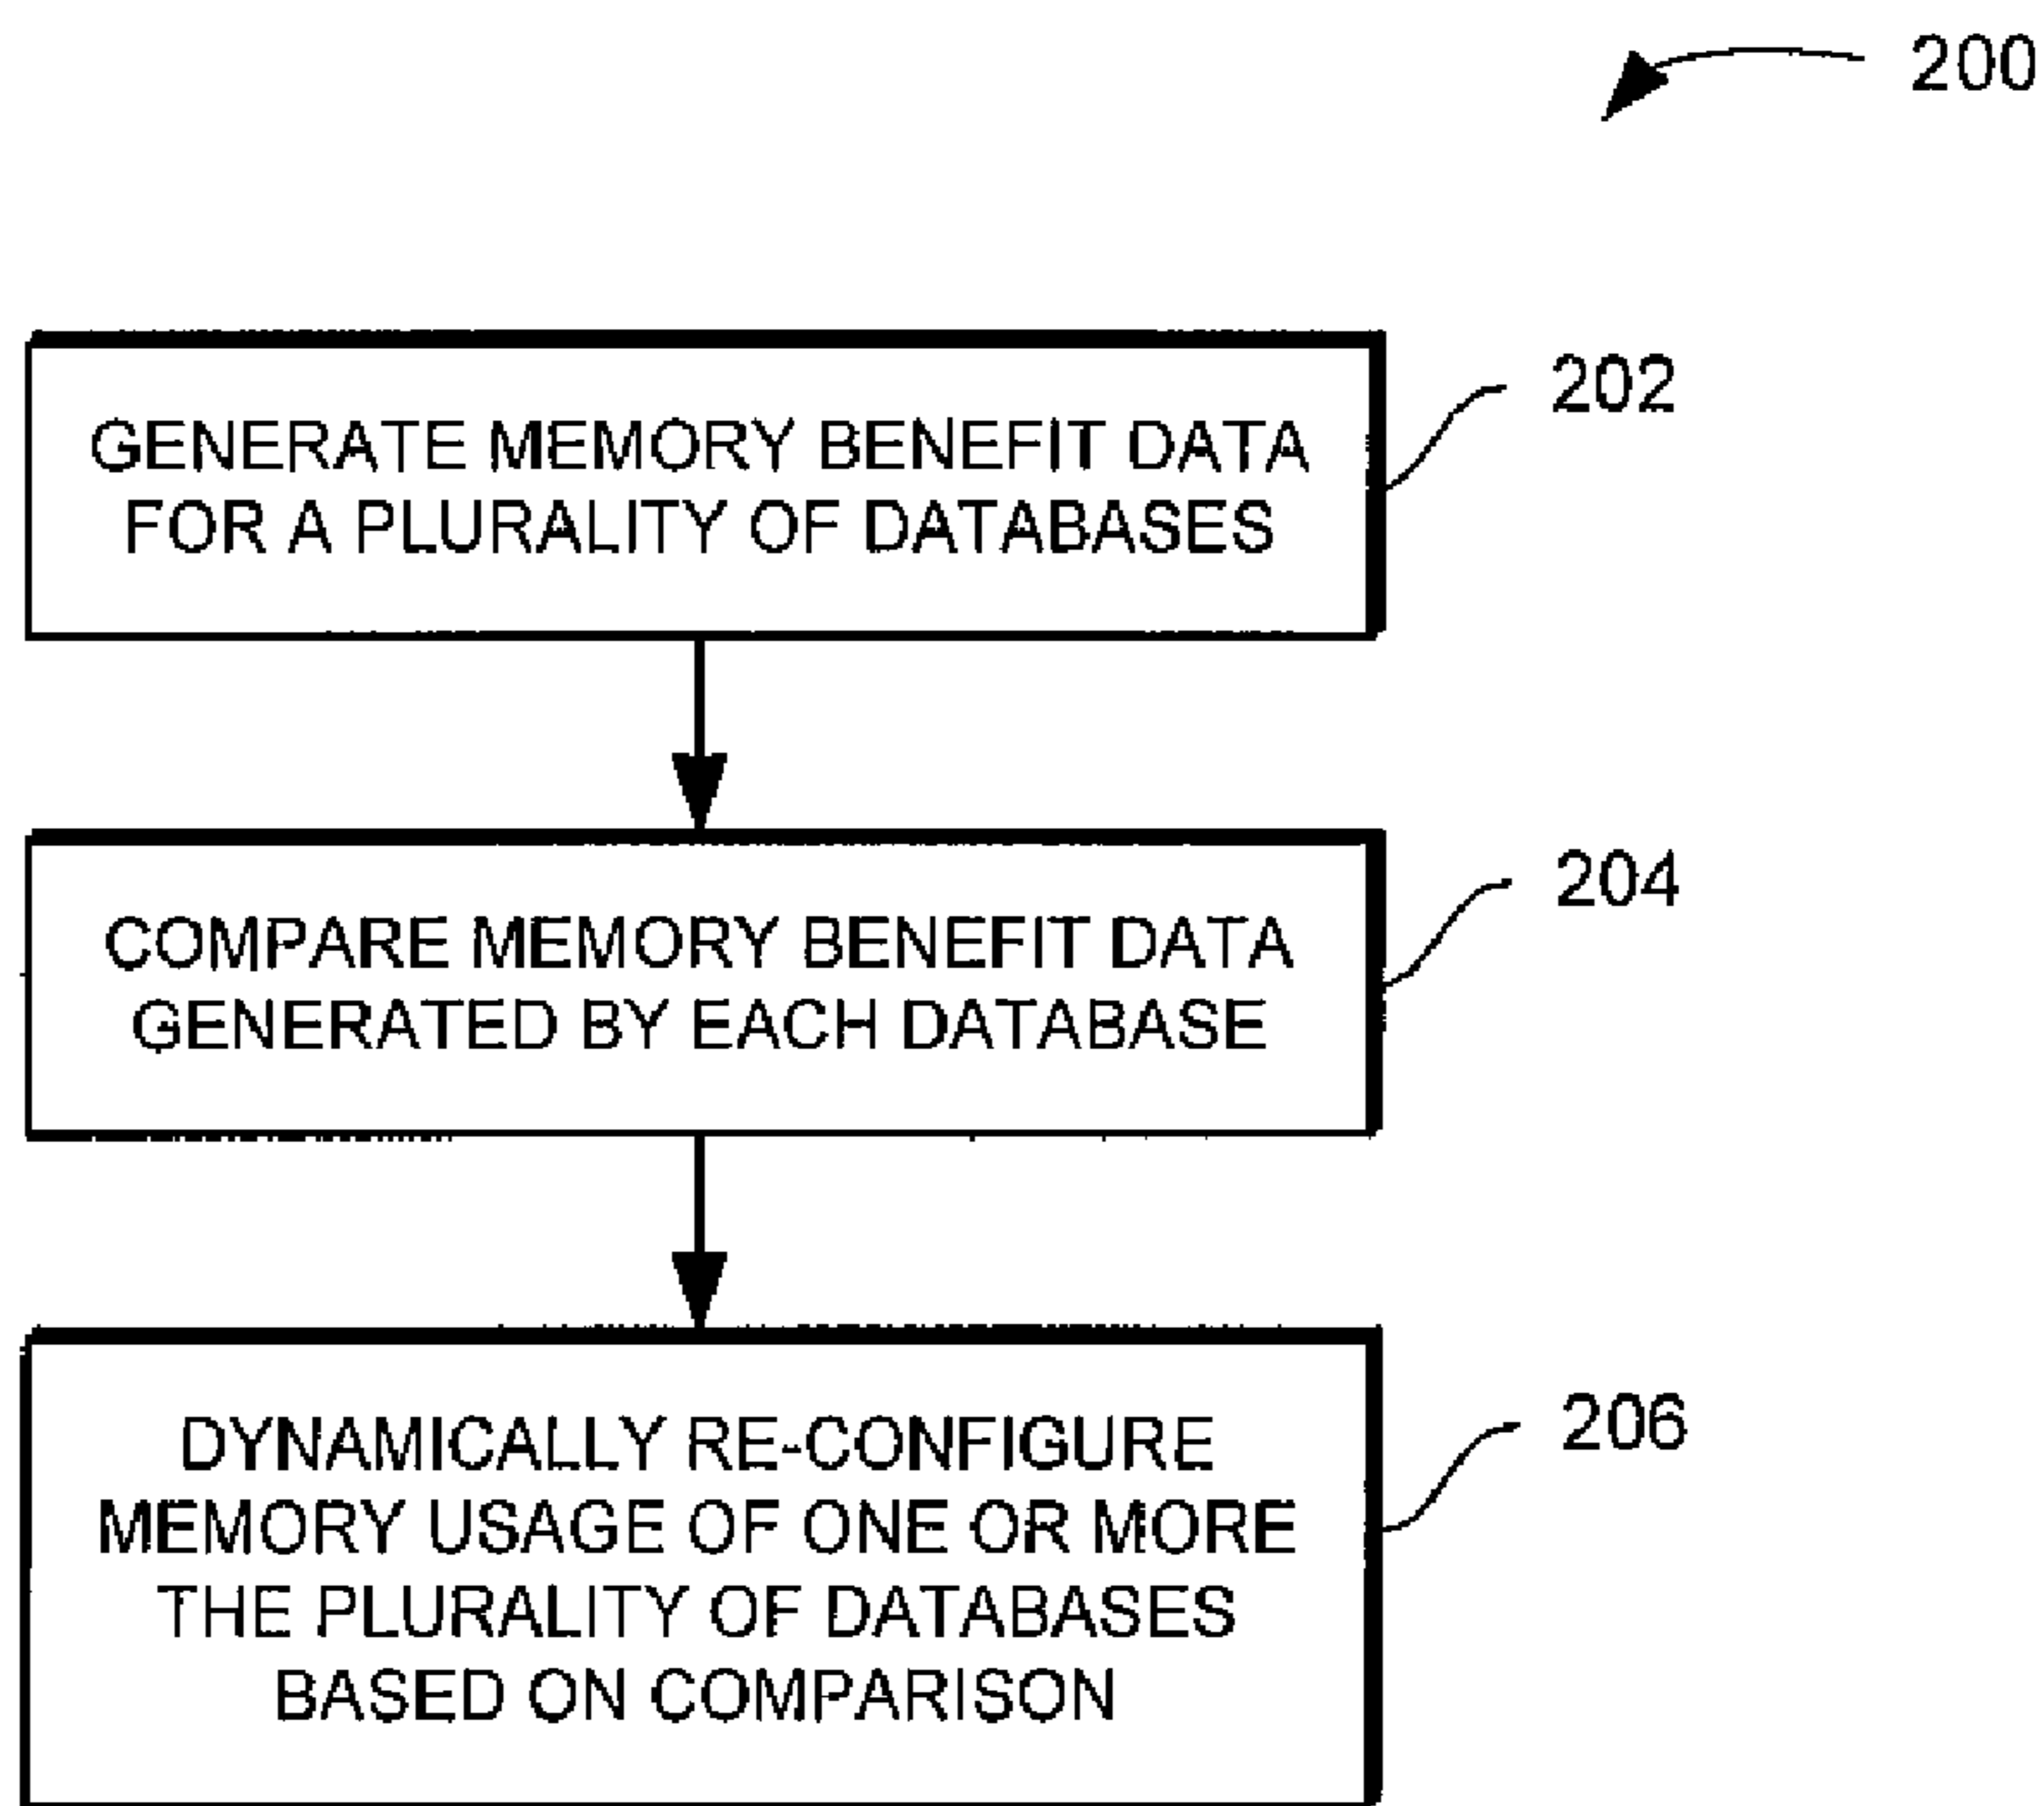 200
GENERATE MEMORY BENEFIT DATA
FOR A PLURALITY OF DATABASES
202
COMPARE MEMORY BENEFIT DATA
GENERATED BY EACH DATABASE
204
DYNAMICALLY RE-CONFIGURE
MEMORY USAGE OF ONE OR MORE
THE PLURALITY OF DATABASES
BASED ON COMPARISON
206